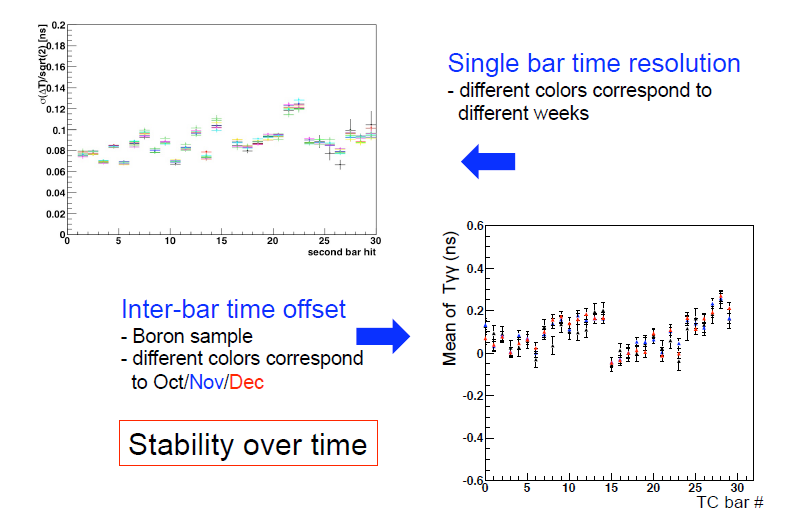 σ(ΔT)/sqrt(2) [ns]
0.2
0.18
0.16
0.14
0.12
0.1
0.08
0.06
0.04
0.02
0
0 5 10 15 20 25 30
second bar hit
Single bar time resolution
- different colors correspond to
different weeks
Inter-bar time offset
- Boron sample
- different colors correspond
to Oct/Nov/Dec
Stability over time
Mean of Tγγ (ns)
0.6
0.4
0.2
0
-0.2
-0.4
-0.6
0 5 10 15 20 25 30
TC bar #